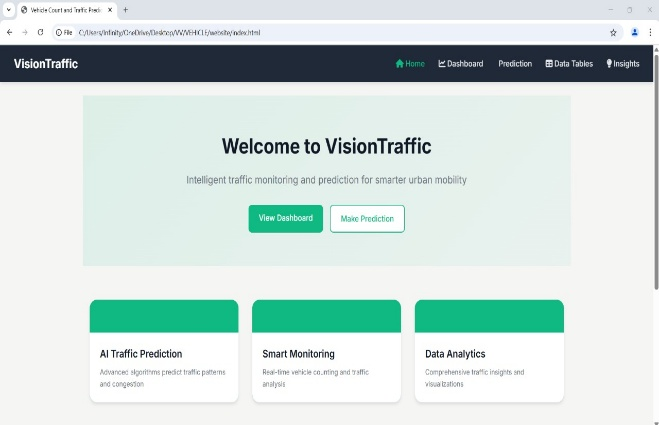 Vehicle Count and Traffic Predi
File C:/Users/Infinity/OneDrive/Desktop/VV/VEHICLE/website/index.html
VisionTraffic Home Dashboard Prediction Data Tables Insights
Welcome to VisionTraffic
Intelligent traffic monitoring and prediction for smarter urban mobility
View Dashboard Make Prediction
AI Traffic Prediction
Advanced algorithms predict traffic patterns
and congestion
Smart Monitoring
Real-time vehicle counting and traffic
analysis
Data Analytics
Comprehensive traffic insights and
visualizations